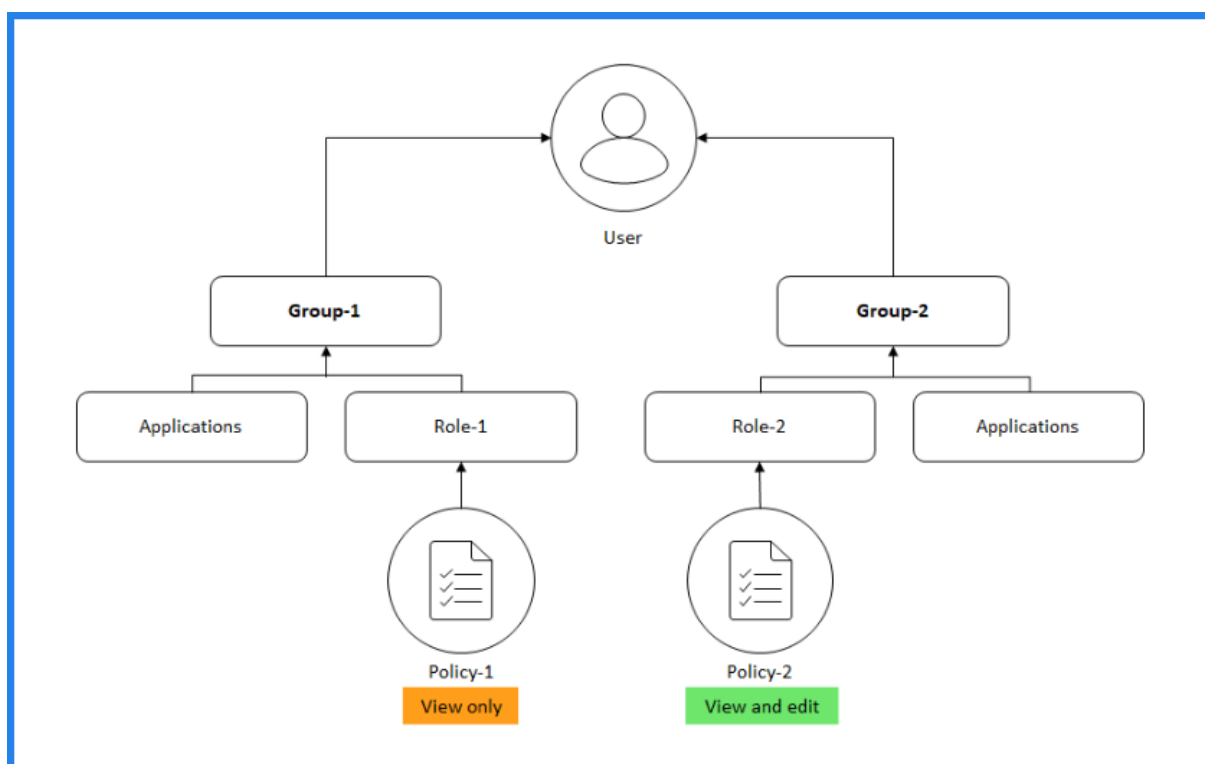 User
Group-1
Group-2
Applications
Role-1
Role-2
Applications
Policy-1
Policy-2
View only
View and edit